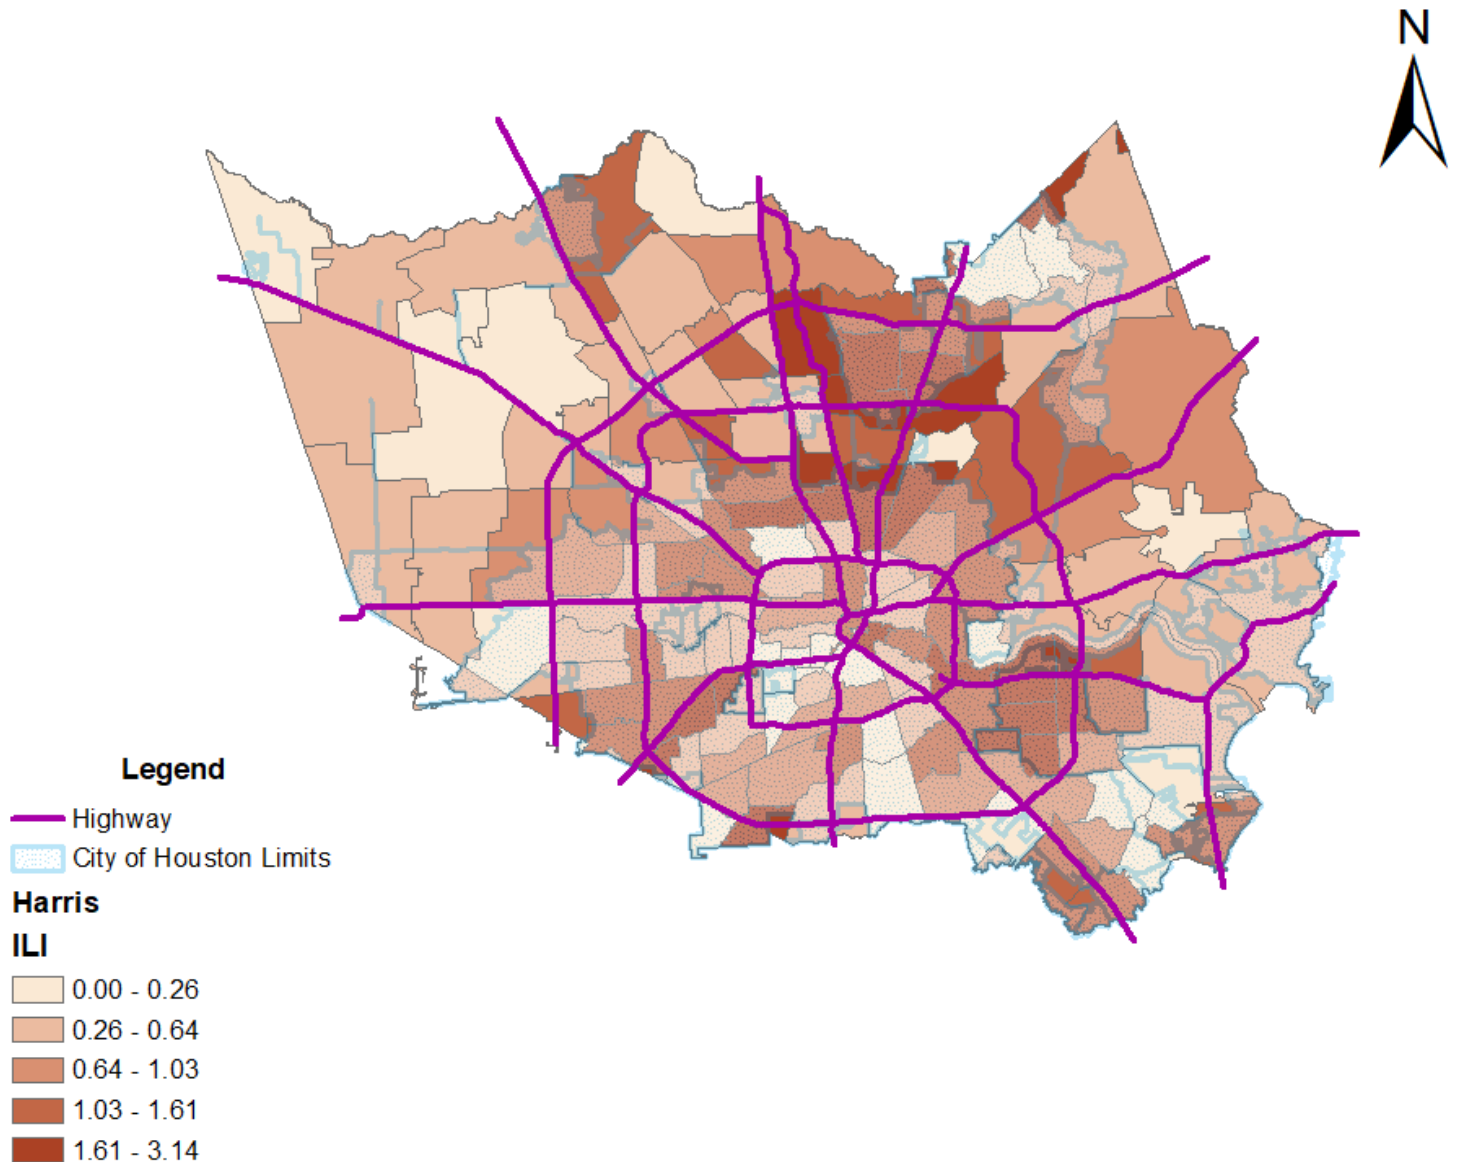 N
Legend
Highway
City of Houston Limits
Harris
ILI
0.00 - 0.26
0.26 - 0.64
0.64 - 1.03
1.03 - 1.61
1.61 - 3.14